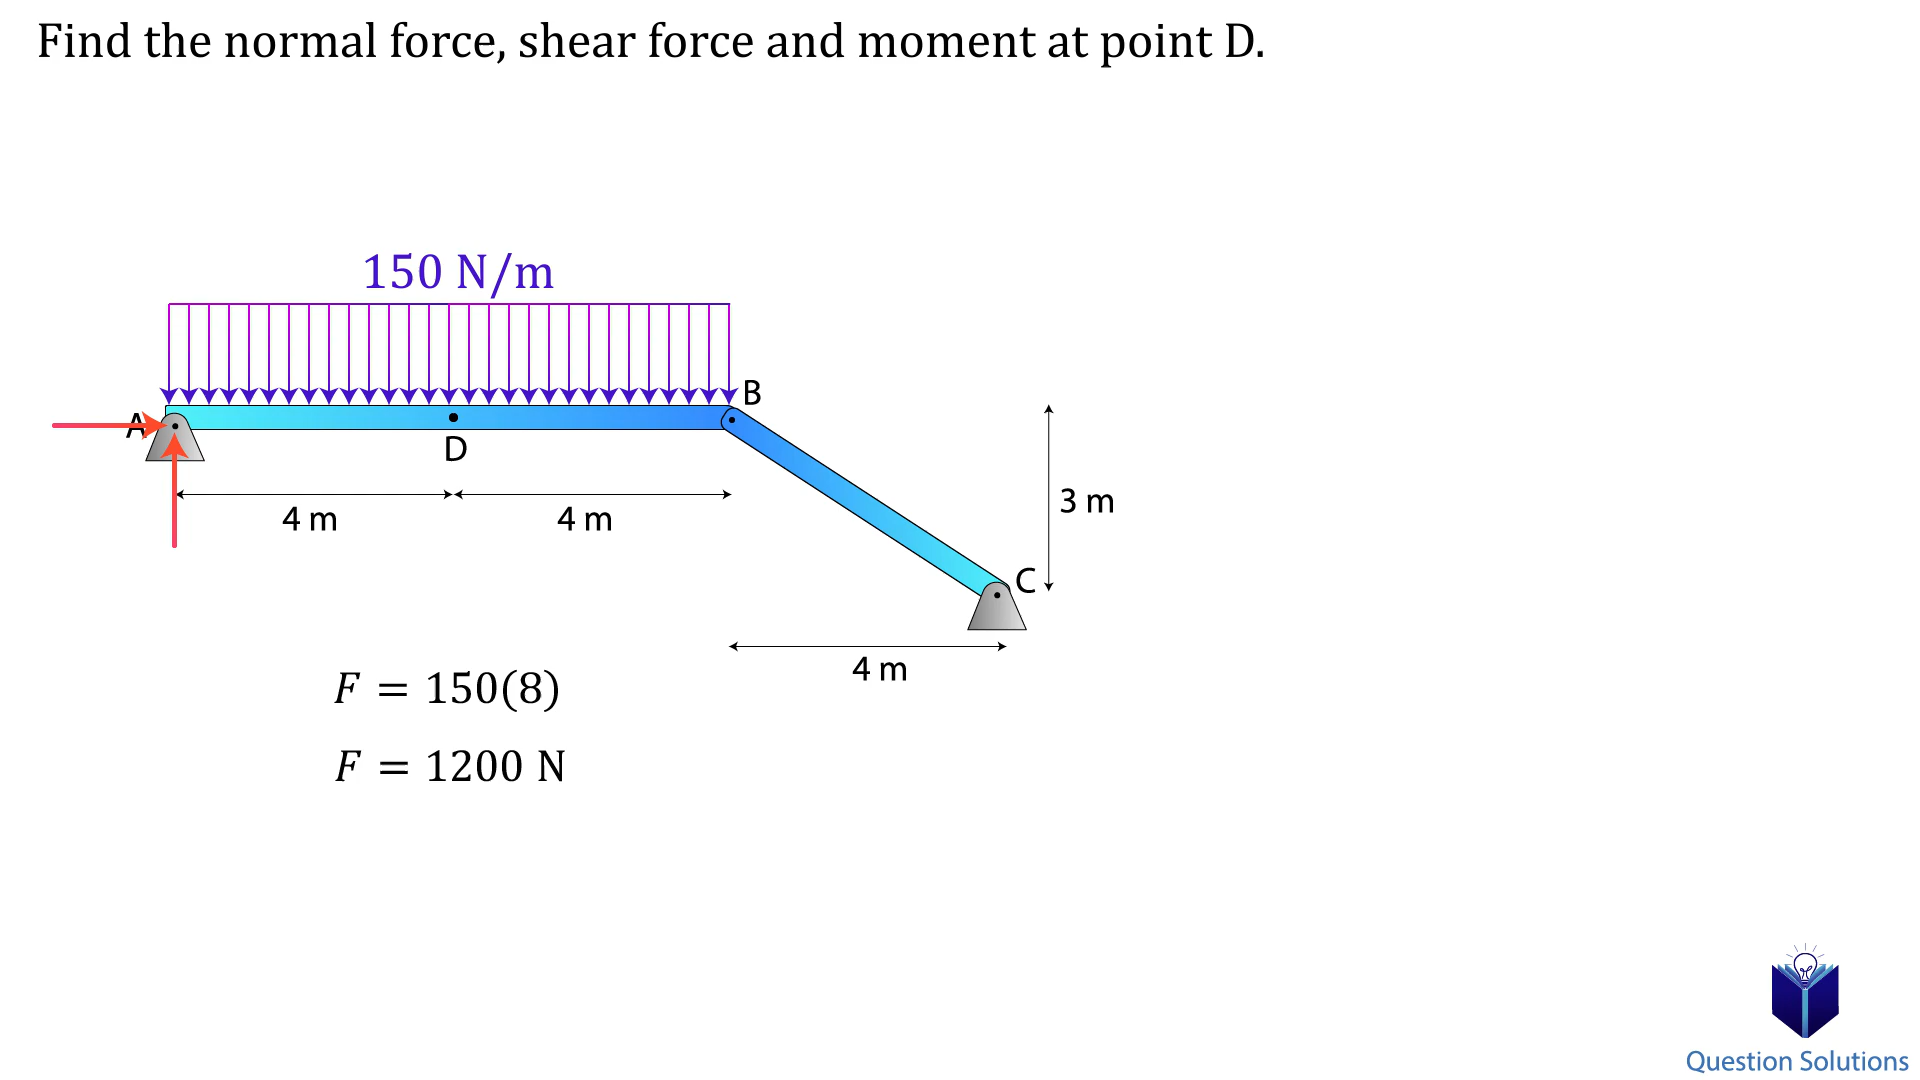 Find the normal force, shear force and moment at point D.
150 N/m
B
A
D
3 m
4 m
4 m
C
4 m
F = 150(8)
F = 1200 N
Question Solutions